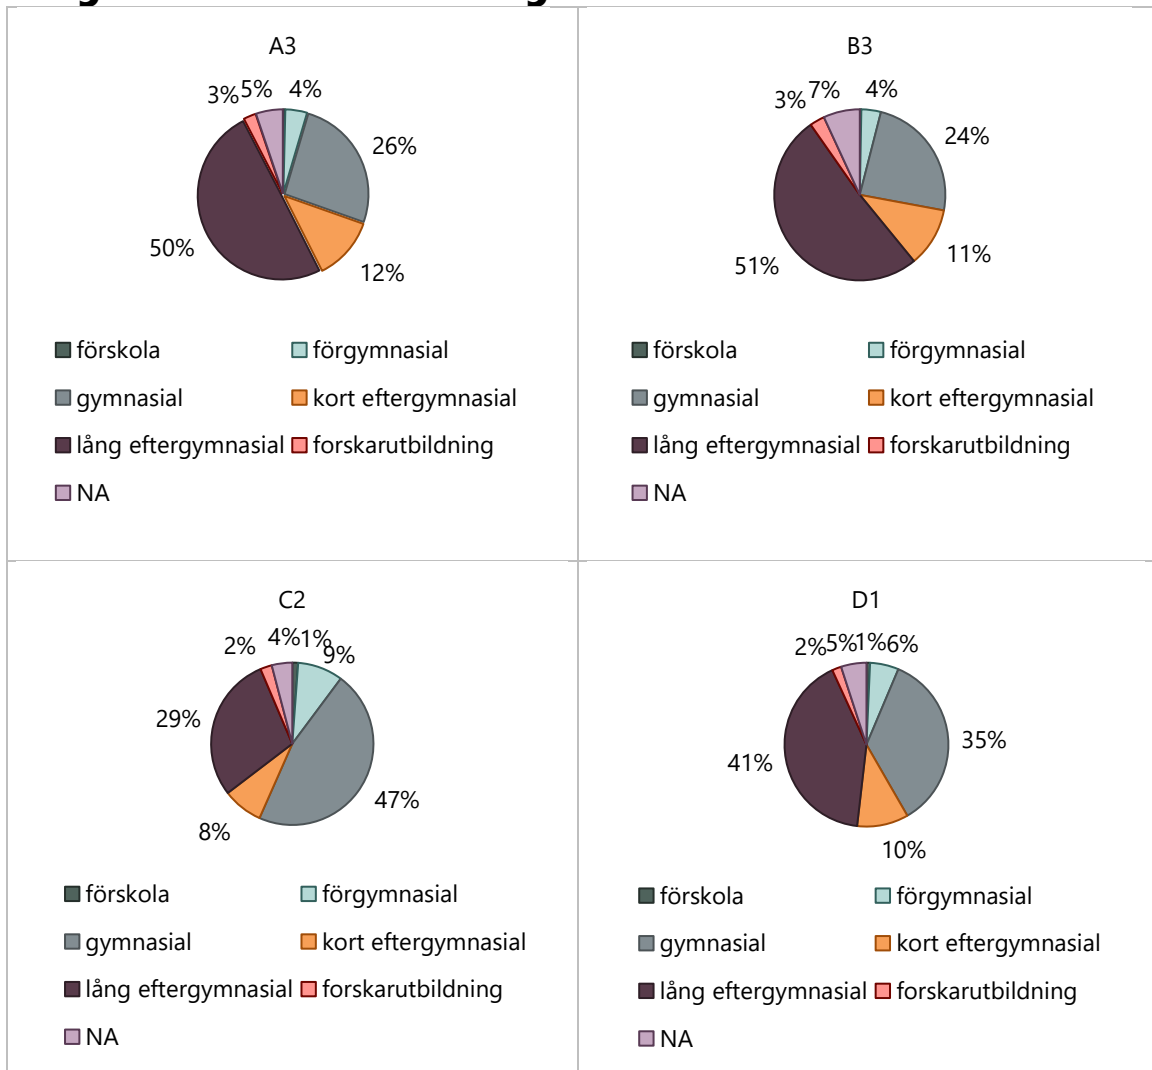 A3
3% 5% 4%
26%
50%
12%
förskola förgymnasial
gymnasial kort eftergymnasial
lång eftergymnasial forskarutbildning
NA
B3
3% 7% 4%
24%
51%
11%
förskola förgymnasial
gymnasial kort eftergymnasial
lång eftergymnasial forskarutbildning
NA
C2
2% 4% 1% 9%
29%
47%
8%
förskola förgymnasial
gymnasial kort eftergymnasial
lång eftergymnasial forskarutbildning
NA
D1
2% 5% 1% 6%
35%
41%
10%
förskola förgymnasial
gymnasial kort eftergymnasial
lång eftergymnasial forskarutbildning
NA